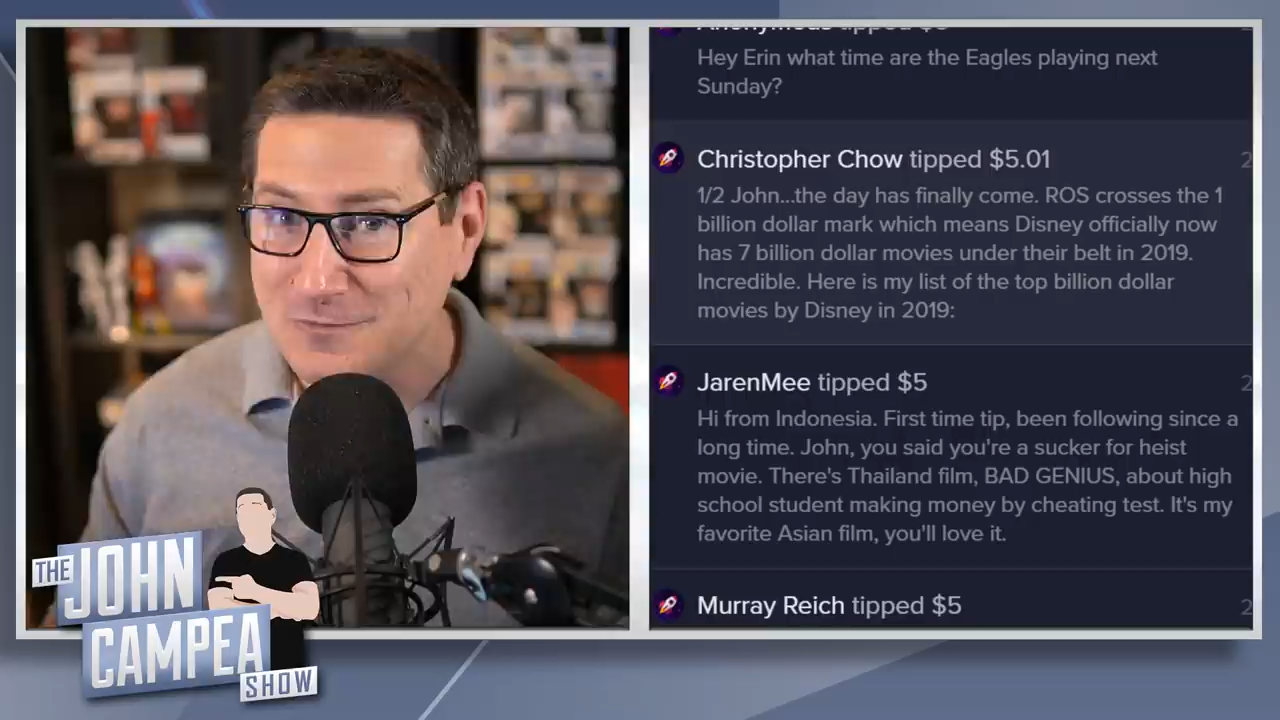 Anonymous tipped $5
Hey Erin what time are the Eagles playing next
Sunday?
Christopher Chow tipped $5.01
2
1/2 John...the day has finally come. ROS crosses the 1
billion dollar mark which means Disney officially now
has 7 billion dollar movies under their belt in 2019.
Incredible. Here is my list of the top billion dollar
movies by Disney in 2019:
JarenMee tipped $5
2
Hi from Indonesia. First time tip, been following since a
long time. John, you said you're a sucker for heist
movie. There's Thailand film, BAD GENIUS, about high
school student making money by cheating test. It's my
favorite Asian film, you'll love it.
Murray Reich tipped $5
2
THE
JOHN
CAMPEA
SHOW